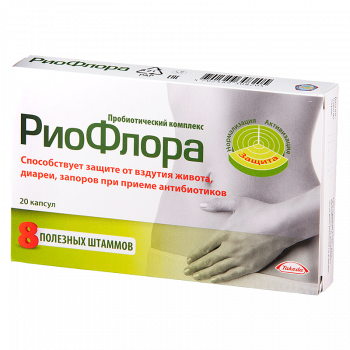 Пробиотический комплекс
РиоФлора
Способствует защите от вздутия живота,
диареи, запоров при приеме антибиотиков
20 капсул
8 ПОЛЕЗНЫХ ШТАММОВ
Нормализация Активизация
Защита
Takeda